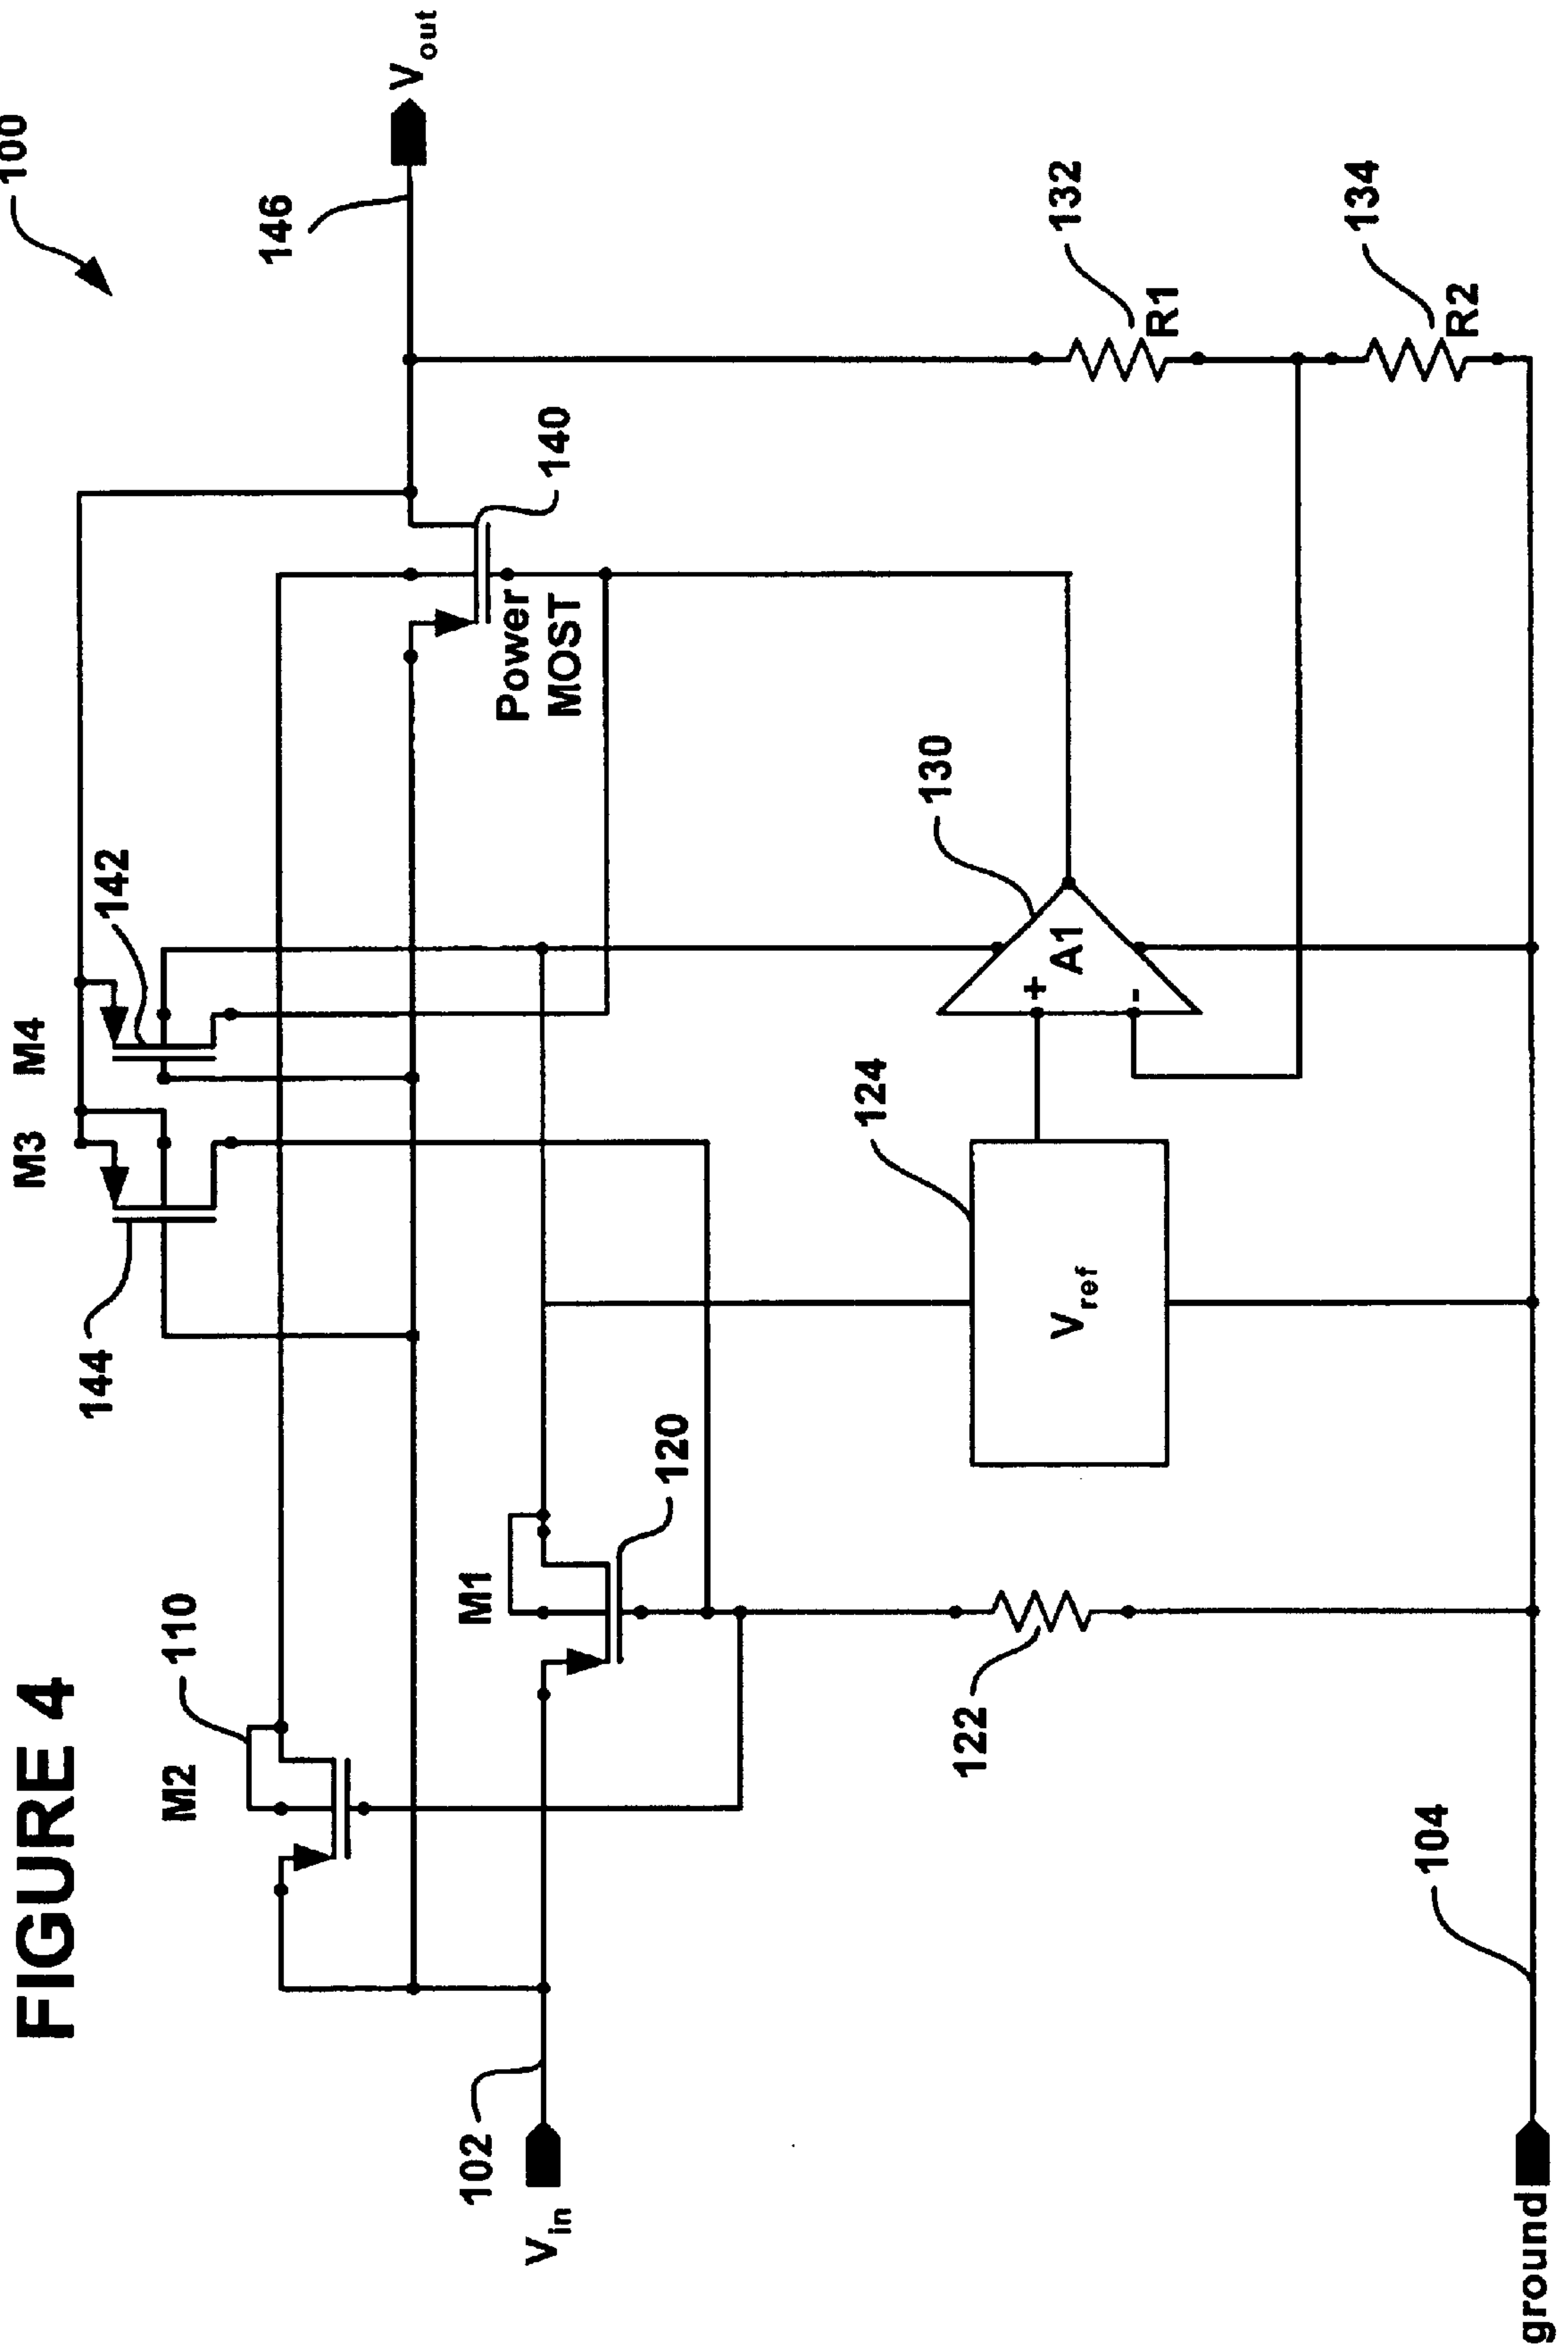 FIGURE 4
100
M3
M4
144
142
M2
110
146
V_out
140
Power
MOST
M1
120
102
V_in
124
V_ref
130
A1
+
-
122
132
R1
134
R2
104
ground